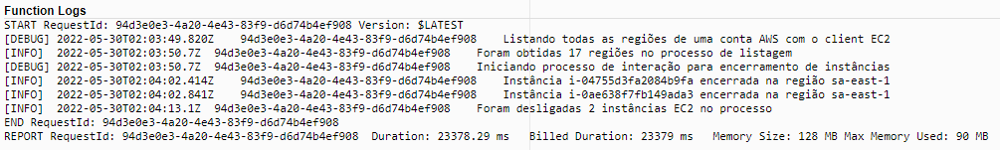 Function Logs
START RequestId: 94d3e0e3-4a20-4e43-83f9-d6d74b4ef908 Version: $LATEST
[DEBUG] 2022-05-30T02:03:49.820Z 94d3e0e3-4a20-4e43-83f9-d6d74b4ef908 Listando todas as regiões de uma conta AWS com o client EC2
[INFO] 2022-05-30T02:03:50.7Z 94d3e0e3-4a20-4e43-83f9-d6d74b4ef908 Foram obtidas 17 regiões no processo de listagem
[DEBUG] 2022-05-30T02:03:50.7Z 94d3e0e3-4a20-4e43-83f9-d6d74b4ef908 Iniciando processo de interação para encerramento de instâncias
[INFO] 2022-05-30T02:04:02.414Z 94d3e0e3-4a20-4e43-83f9-d6d74b4ef908 Instância i-04755d3fa2084b9fa encerrada na região sa-east-1
[INFO] 2022-05-30T02:04:02.841Z 94d3e0e3-4a20-4e43-83f9-d6d74b4ef908 Instância i-0ae638f7fb149ada3 encerrada na região sa-east-1
[INFO] 2022-05-30T02:04:13.1Z 94d3e0e3-4a20-4e43-83f9-d6d74b4ef908 Foram desligadas 2 instâncias EC2 no processo
END RequestId: 94d3e0e3-4a20-4e43-83f9-d6d74b4ef908
REPORT RequestId: 94d3e0e3-4a20-4e43-83f9-d6d74b4ef908 Duration: 23378.29 ms Billed Duration: 23379 ms Memory Size: 128 MB Max Memory Used: 90 MB